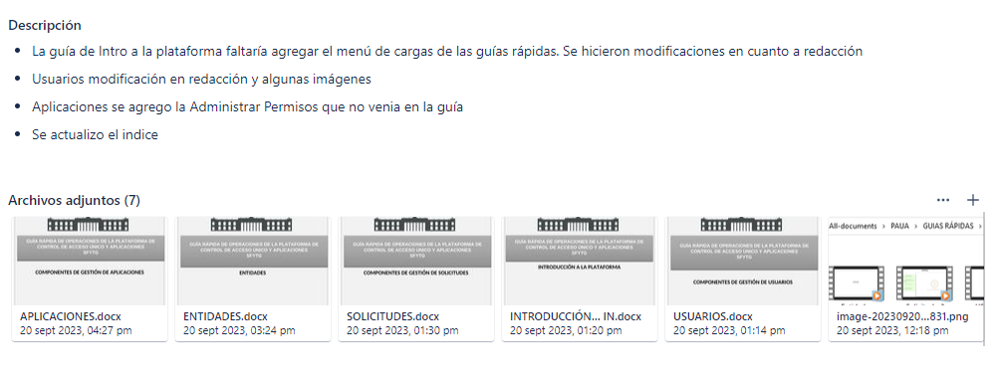 Descripción
La guía de Intro a la plataforma faltaría agregar el menú de cargas de las guías rápidas. Se hicieron modificaciones en cuanto a redacción
Usuarios modificación en redacción y algunas imágenes
Aplicaciones se agrego la Administrar Permisos que no venia en la guía
Se actualizo el indice
Archivos adjuntos (7)
GUÍA RÁPIDA DE OPERACIONES DE LA PLATAFORMA DE
CONTROL DE ACCESO ÚNICO Y APLICACIONES
SFYTG
COMPONENTES DE GESTIÓN DE APLICACIONES
APLICACIONES.docx
20 sept 2023, 04:27 pm
GUÍA RÁPIDA DE OPERACIONES DE LA PLATAFORMA DE
CONTROL DE ACCESO ÚNICO Y APLICACIONES
SFYTG
ENTIDADES
ENTIDADES.docx
20 sept 2023, 03:24 pm
GUÍA RÁPIDA DE OPERACIONES DE LA PLATAFORMA DE
CONTROL DE ACCESO ÚNICO Y APLICACIONES
SFYTG
COMPONENTES DE GESTIÓN DE SOLICITUDES
SOLICITUDES.docx
20 sept 2023, 01:30 pm
GUÍA RÁPIDA DE OPERACIONES DE LA PLATAFORMA DE
CONTROL DE ACCESO ÚNICO Y APLICACIONES
SFYTG
INTRODUCCIÓN A LA PLATAFORMA
INTRODUCCIÓN... IN.docx
20 sept 2023, 01:20 pm
GUÍA RÁPIDA DE OPERACIONES DE LA PLATAFORMA DE
CONTROL DE ACCESO ÚNICO Y APLICACIONES
SFYTG
COMPONENTES DE GESTIÓN DE USUARIOS
USUARIOS.docx
20 sept 2023, 01:14 pm
All-documents > PAUA > GUIAS RÁPIDAS >
image-20230920...831.png
20 sept 2023, 12:18 pm